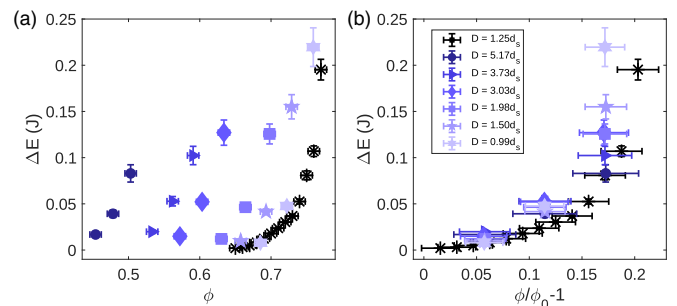 (a)
0.25
0.2
0.15
0.1
0.05
0
ΔE (J)
0.5
0.6
0.7
ϕ
(b)
0.25
0.2
0.15
0.1
0.05
0
ΔE (J)
D = 1.25d_s
D = 5.17d_s
D = 3.73d_s
D = 3.03d_s
D = 1.98d_s
D = 1.50d_s
D = 0.99d_s
0
0.05
0.1
0.15
0.2
ϕ/ϕ_0-1